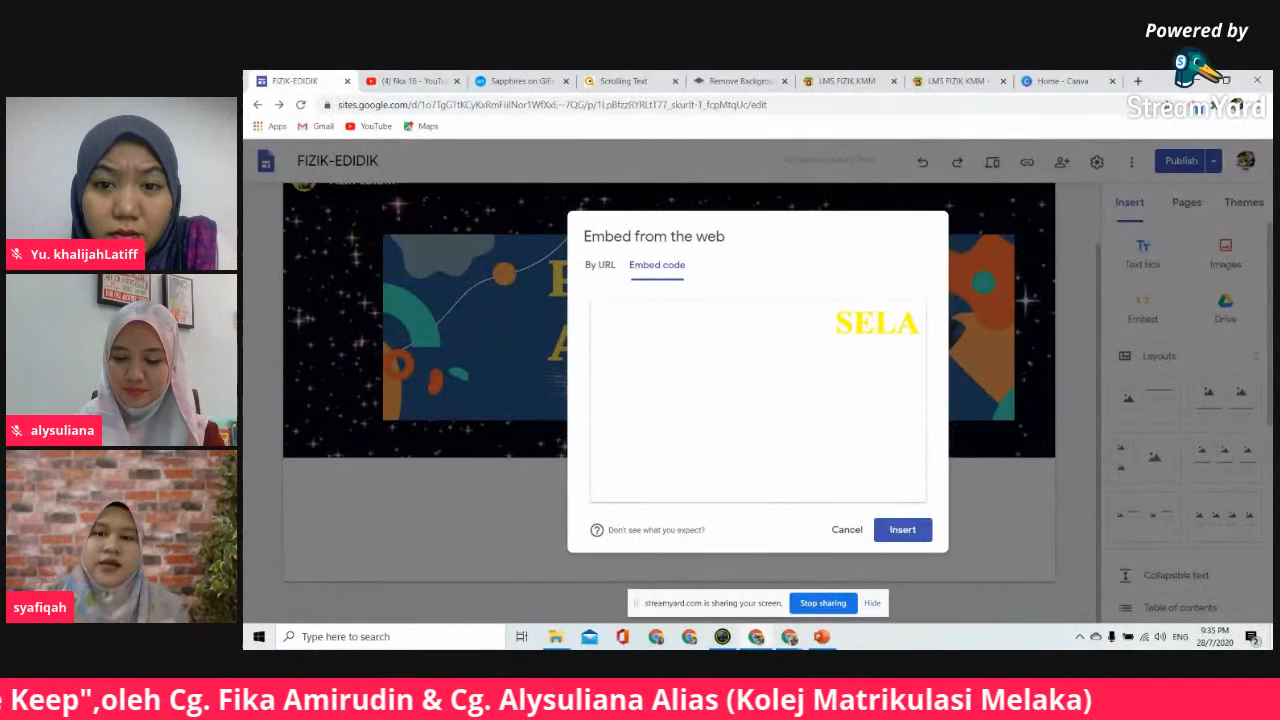 Powered by
StreamYard
FIZIK-EDIDIK
(4) fika 16 - YouTu
Sapphires on GIFs
Scrolling Text
Remove Backgrou
LMS FIZIK KMM
LMS FIZIK KMM -
Home - Canva
Apps
Gmail
YouTube
Maps
FIZIK-EDIDIK
Publish
Insert
Pages
Themes
Text box
Images
Embed
Drive
Layouts
Collapsible text
Table of contents
Embed from the web
By URL
Embed code
SELA
Don't see what you expect?
Cancel
Insert
streamyard.com is sharing your screen.
Stop sharing
Hide
Type here to search
ENG
9:35 PM
28/7/2020
Yu. khalijahLatiff
alysuliana
syafiqah
Keep",oleh Cg. Fika Amirudin & Cg. Alysuliana Alias (Kolej Matrikulasi Melaka)